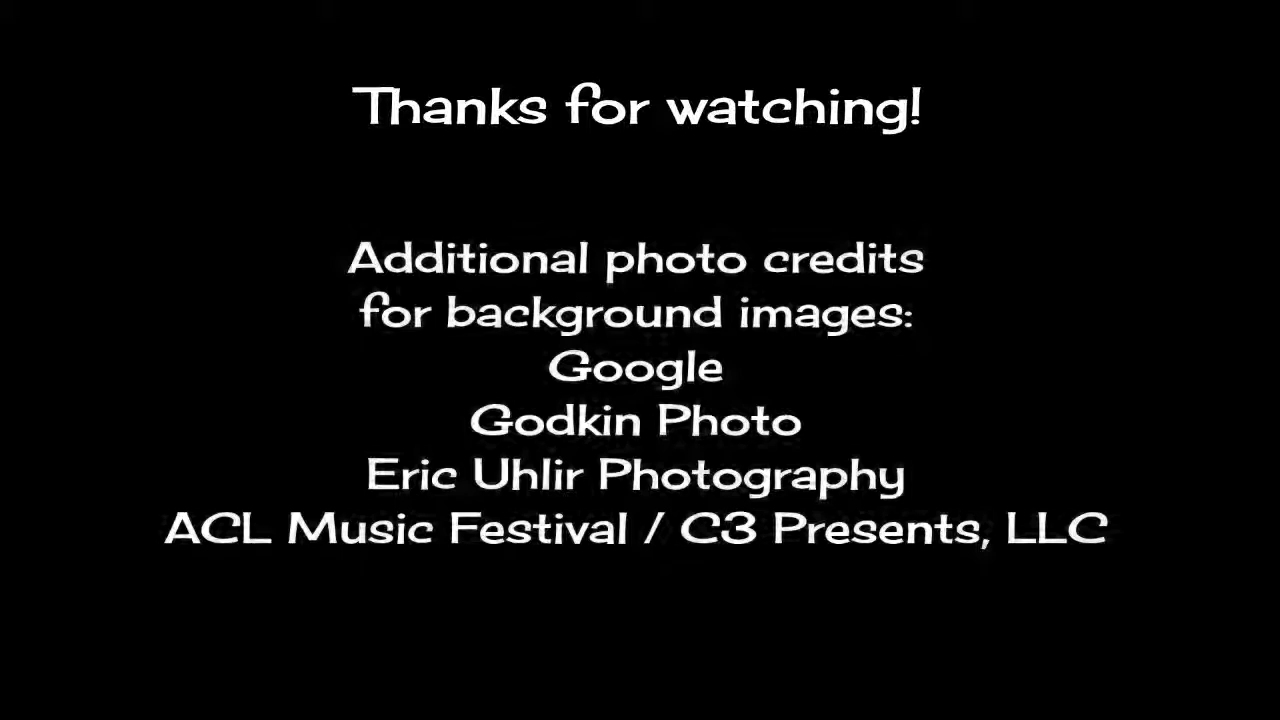 Thanks for watching!
Additional photo credits
for background images:
Google
Godkin Photo
Eric Uhlir Photography
ACL Music Festival / C3 Presents, LLC